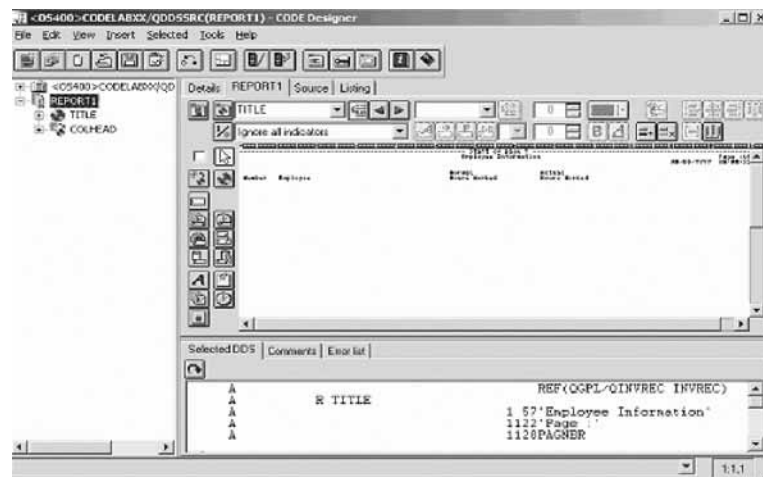 <OS400>CODELABXX/QDDSSRC(REPORT1) - CODE Designer
File Edit View Insert Selected Tools Help
<OS400>CODELABXX/QD
REPORT1
TITLE
COLHEAD
Details REPORT1 Source Listing
TITLE
0
Ignore all indicators
0
Employee Information
Number Employee
Hours Worked Hours Worked
Selected DDS Comments Error list
A REF(QGPL/QINVREC INVREC)
A R TITLE
A 1 57'Employee Information'
A 1122'Page :'
A 1128PAGNBR
1:1,1